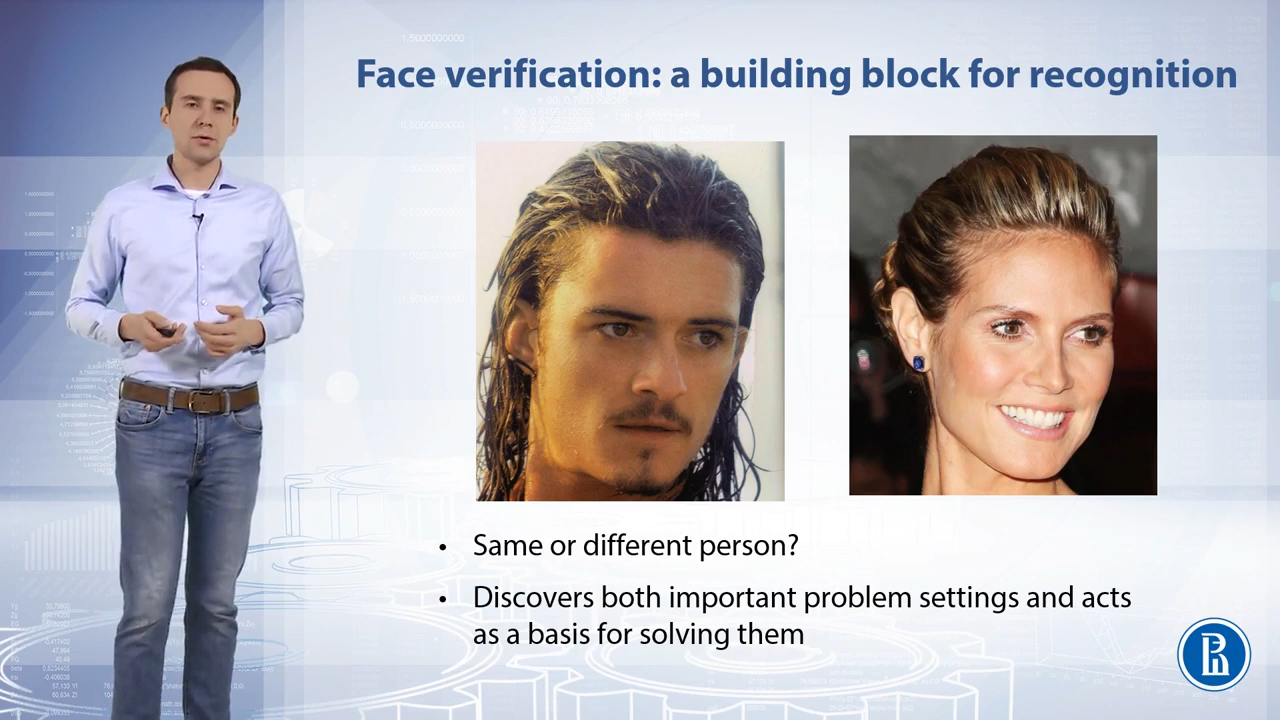 Face verification: a building block for recognition
• Same or different person?
• Discovers both important problem settings and acts
as a basis for solving them